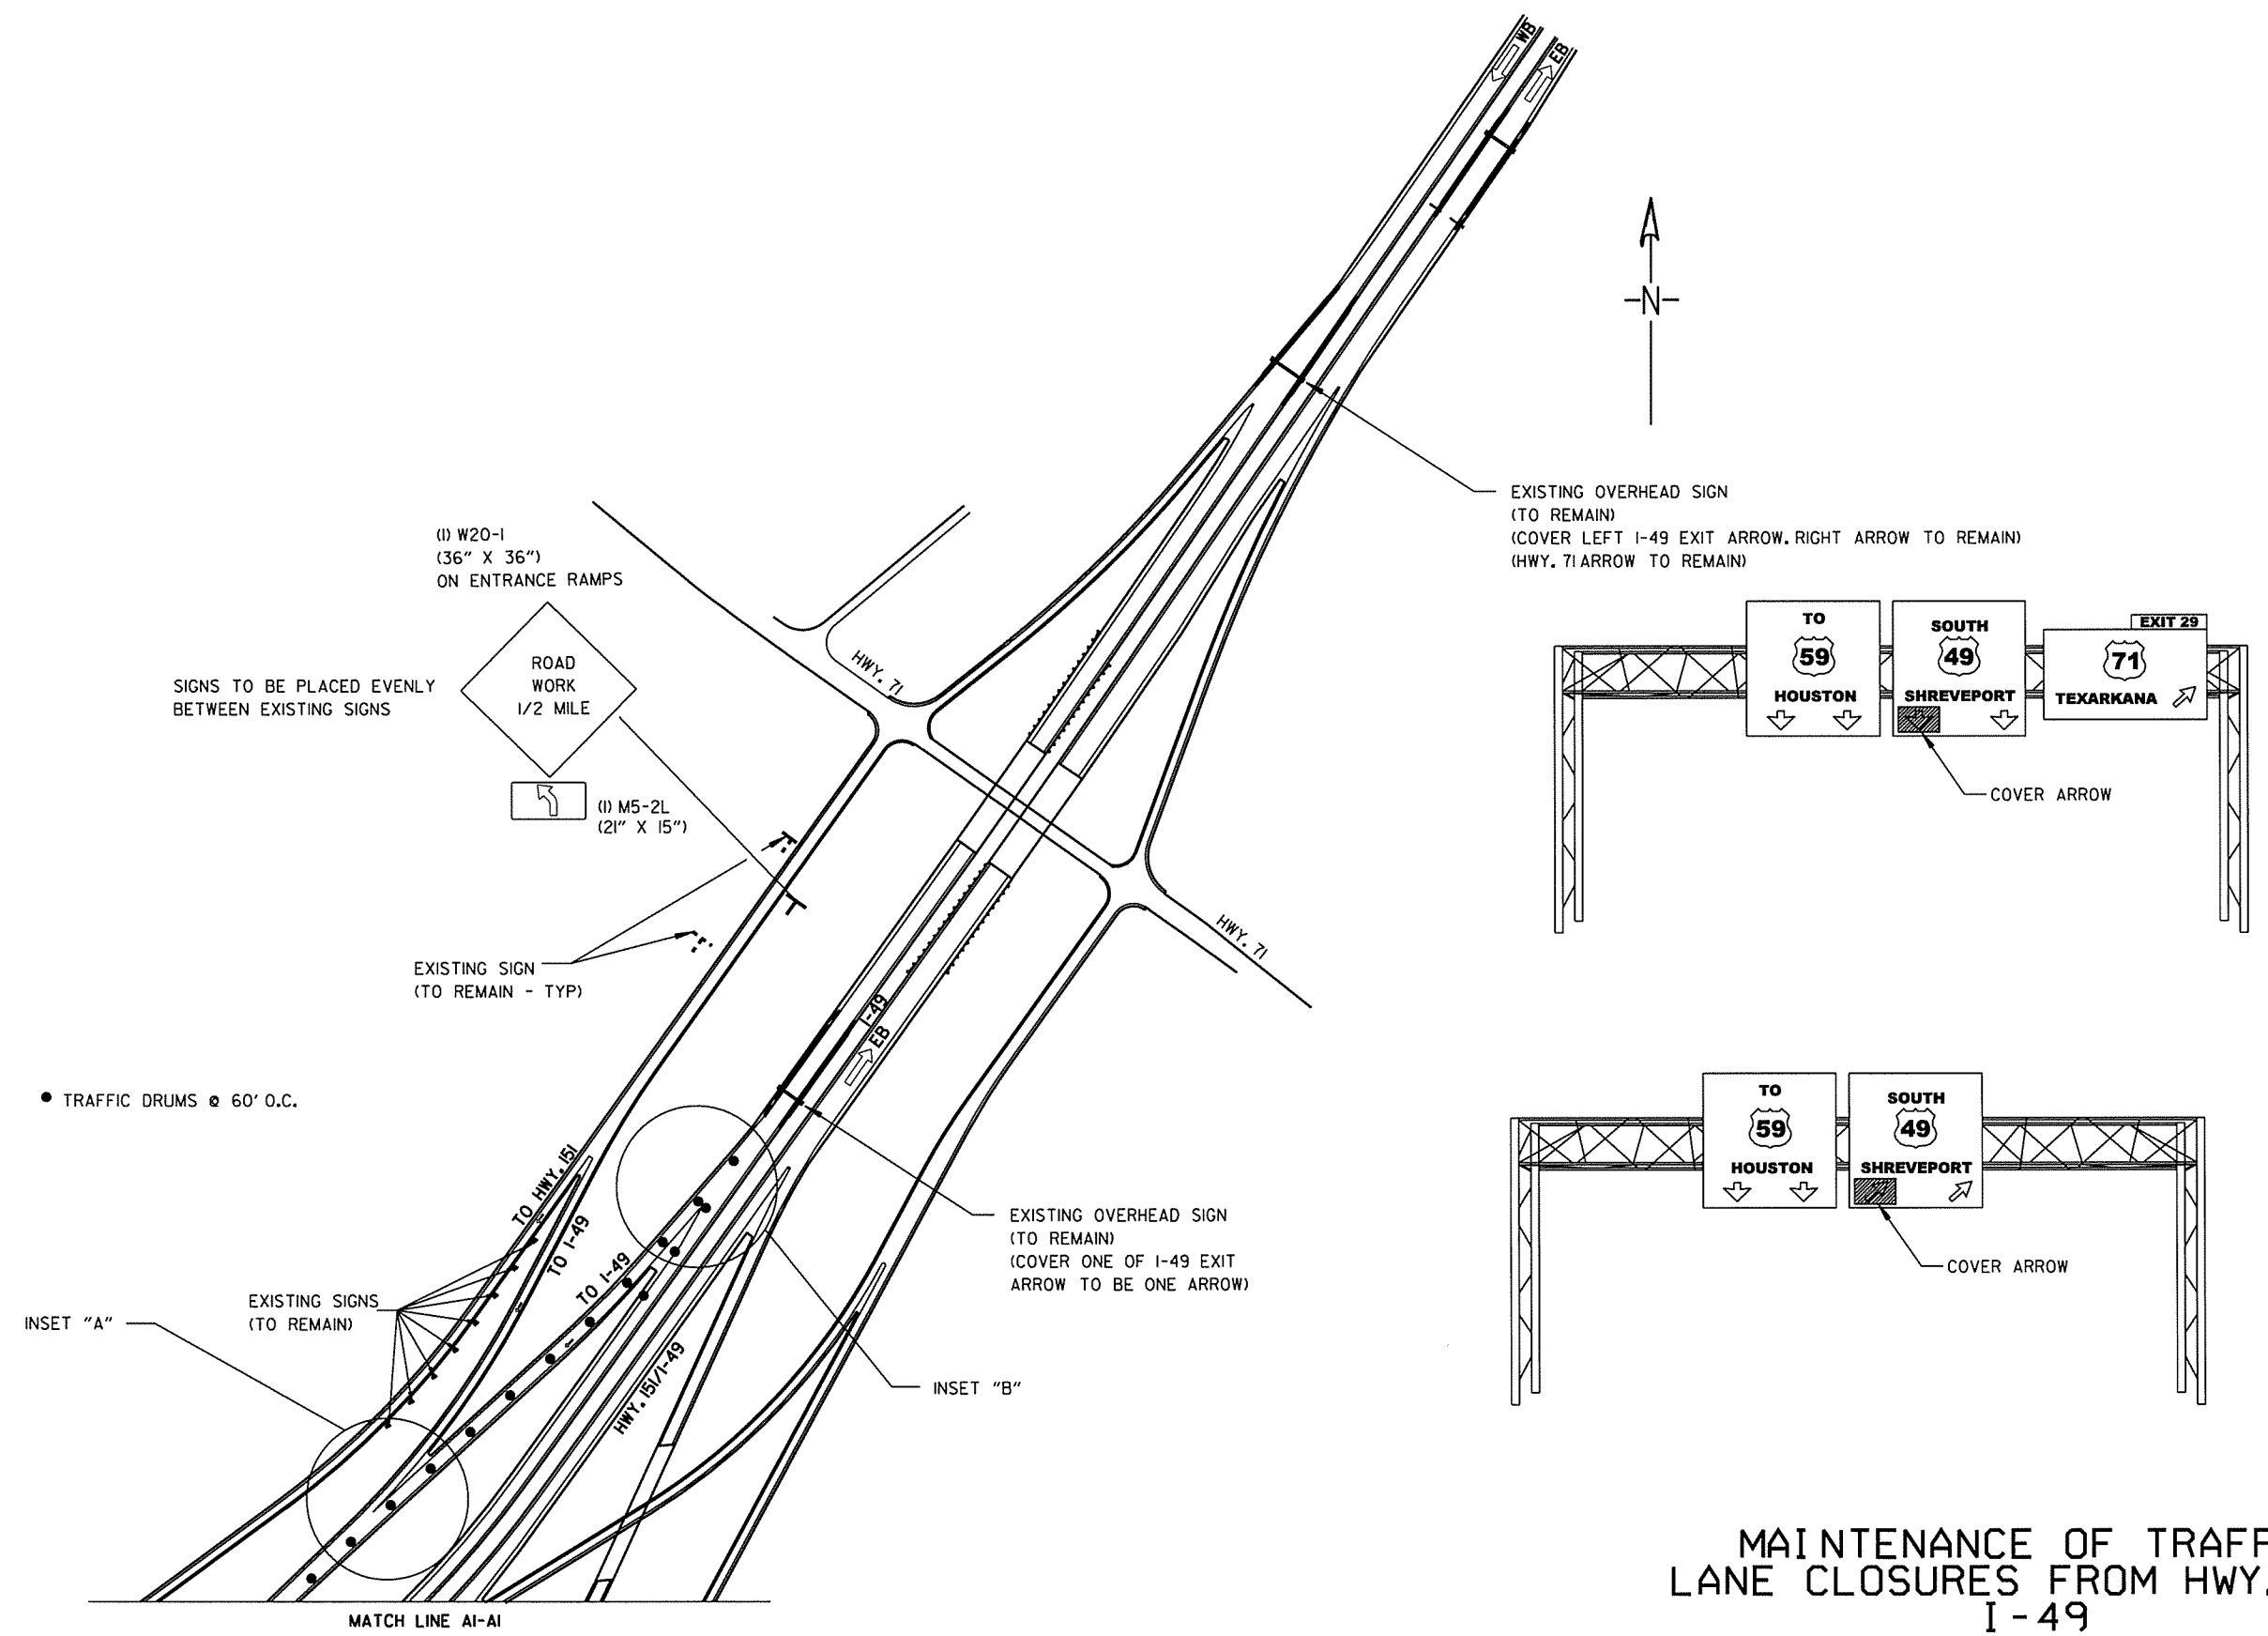 WB
EB
-N-
EXISTING OVERHEAD SIGN
(TO REMAIN)
(COVER LEFT I-49 EXIT ARROW. RIGHT ARROW TO REMAIN)
(HWY. 71 ARROW TO REMAIN)
(1) W20-1
(36" X 36")
ON ENTRANCE RAMPS
ROAD
WORK
1/2 MILE
SIGNS TO BE PLACED EVENLY
BETWEEN EXISTING SIGNS
(1) M5-2L
(21" X 15")
HWY. 71
TO
59
HOUSTON
SOUTH
49
SHREVEPORT
EXIT 29
71
TEXARKANA
COVER ARROW
HWY. 71
EXISTING SIGN
(TO REMAIN - TYP)
I-49
EB
TRAFFIC DRUMS @ 60' O.C.
TO HWY. 151
TO I-49
TO I-49
HWY. 151/I-49
EXISTING SIGNS
(TO REMAIN)
INSET "A"
EXISTING OVERHEAD SIGN
(TO REMAIN)
(COVER ONE OF I-49 EXIT
ARROW TO BE ONE ARROW)
INSET "B"
TO
59
HOUSTON
SOUTH
49
SHREVEPORT
COVER ARROW
MATCH LINE A1-A1
MAINTENANCE OF TRAFF
LANE CLOSURES FROM HWY.
I-49